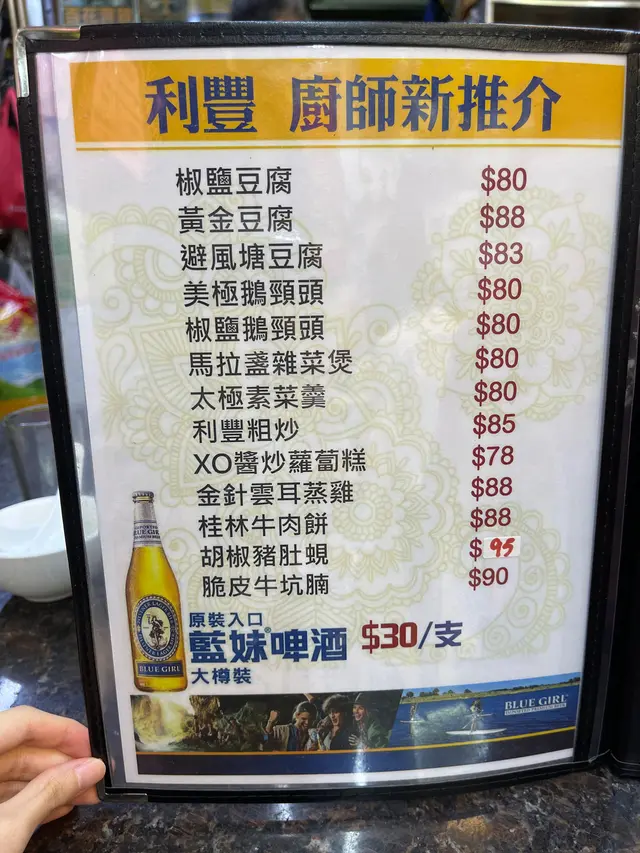 利豐 廚師新推介
椒鹽豆腐 $80
黃金豆腐 $88
避風塘豆腐 $83
美極鵝頸頭 $80
椒鹽鵝頸頭 $80
馬拉盞雜菜煲 $80
太極素菜羹 $80
利豐粗炒 $85
XO醬炒蘿蔔糕 $78
金針雲耳蒸雞 $88
桂林牛肉餅 $88
胡椒豬肚蜆 $95
脆皮牛坑腩 $90
原裝入口
藍妹®啤酒 $30/支
大樽裝
BLUE GIRL
BLUE GIRL